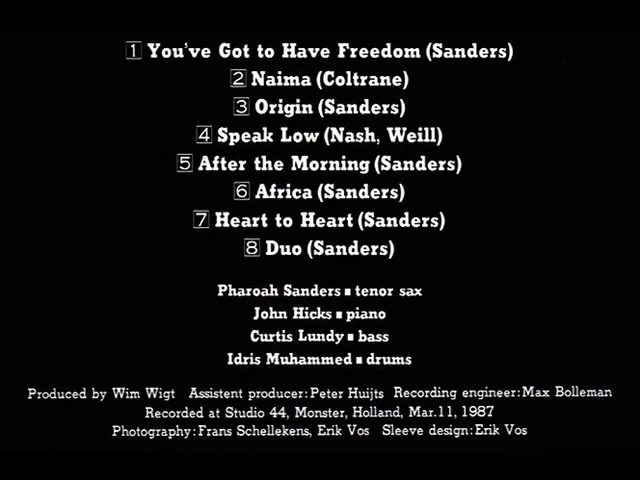 1 You've Got to Have Freedom (Sanders)
2 Naima (Coltrane)
3 Origin (Sanders)
4 Speak Low (Nash, Weill)
5 After the Morning (Sanders)
6 Africa (Sanders)
7 Heart to Heart (Sanders)
8 Duo (Sanders)
Pharoah Sanders ■ tenor sax
John Hicks ■ piano
Curtis Lundy ■ bass
Idris Muhammed ■ drums
Produced by Wim Wigt Assistent producer: Peter Huijts Recording engineer: Max Bolleman
Recorded at Studio 44, Monster, Holland, Mar. 11, 1987
Photography: Frans Schellekens, Erik Vos Sleeve design: Erik Vos